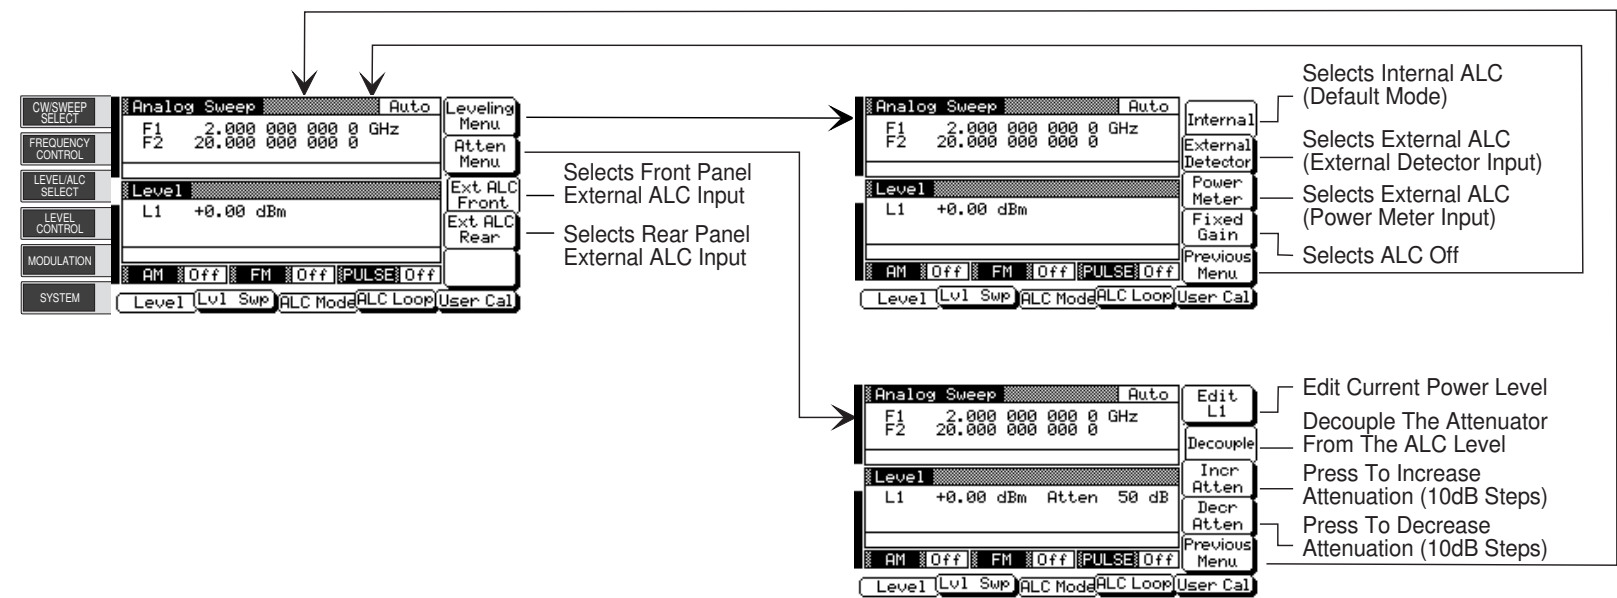 CW/SWEEP
SELECT
FREQUENCY
CONTROL
LEVEL/ALC
SELECT
LEVEL
CONTROL
MODULATION
SYSTEM
Analog Sweep Auto
F1 2.000 000 000 0 GHz
F2 20.000 000 000 0
Level
L1 +0.00 dBm
AM Off FM Off PULSE Off
Level Lvl Swp ALC Mode ALC Loop User Cal
Leveling
Menu
Atten
Menu
Ext ALC
Front
Ext ALC
Rear
Selects Front Panel
External ALC Input
Selects Rear Panel
External ALC Input
Analog Sweep Auto
F1 2.000 000 000 0 GHz
F2 20.000 000 000 0
Level
L1 +0.00 dBm
AM Off FM Off PULSE Off
Level Lvl Swp ALC Mode ALC Loop User Cal
Internal
External
Detector
Power
Meter
Fixed
Gain
Previous
Menu
Selects Internal ALC
(Default Mode)
Selects External ALC
(External Detector Input)
Selects External ALC
(Power Meter Input)
Selects ALC Off
Analog Sweep Auto
F1 2.000 000 000 0 GHz
F2 20.000 000 000 0
Level
L1 +0.00 dBm Atten 50 dB
AM Off FM Off PULSE Off
Level Lvl Swp ALC Mode ALC Loop User Cal
Edit
L1
Decouple
Incr
Atten
Decr
Atten
Previous
Menu
Edit Current Power Level
Decouple The Attenuator
From The ALC Level
Press To Increase
Attenuation (10dB Steps)
Press To Decrease
Attenuation (10dB Steps)